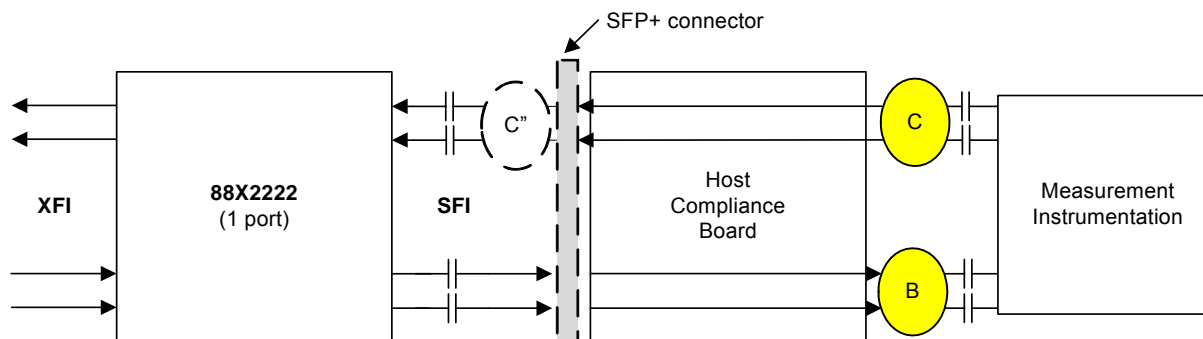 SFP+ connector
C”
C
XFI
88X2222
(1 port)
SFI
Host
Compliance
Board
Measurement
Instrumentation
B